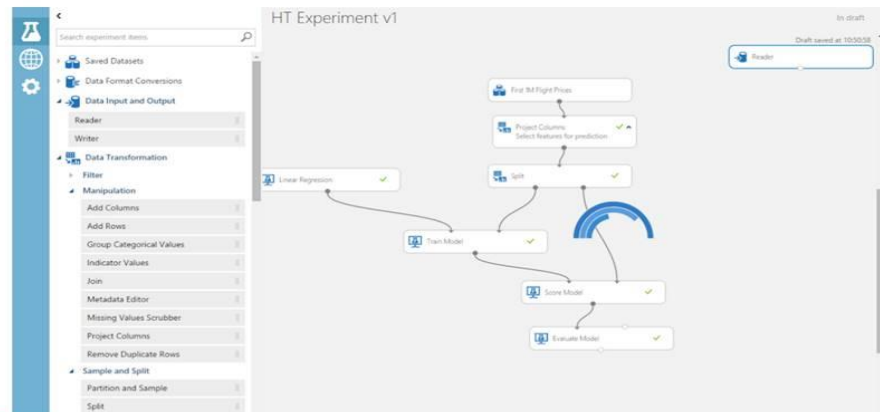 HT Experiment v1
In draft
Draft saved at 10:50:58
Search experiment items
Saved Datasets
Data Format Conversions
Data Input and Output
Reader
Writer
Data Transformation
Filter
Manipulation
Add Columns
Add Rows
Group Categorical Values
Indicator Values
Join
Metadata Editor
Missing Values Scrubber
Project Columns
Remove Duplicate Rows
Sample and Split
Partition and Sample
Split
Reader
First 1M Flight Prices
Project Columns
Select features for prediction
Linear Regression
Split
Train Model
Score Model
Evaluate Model